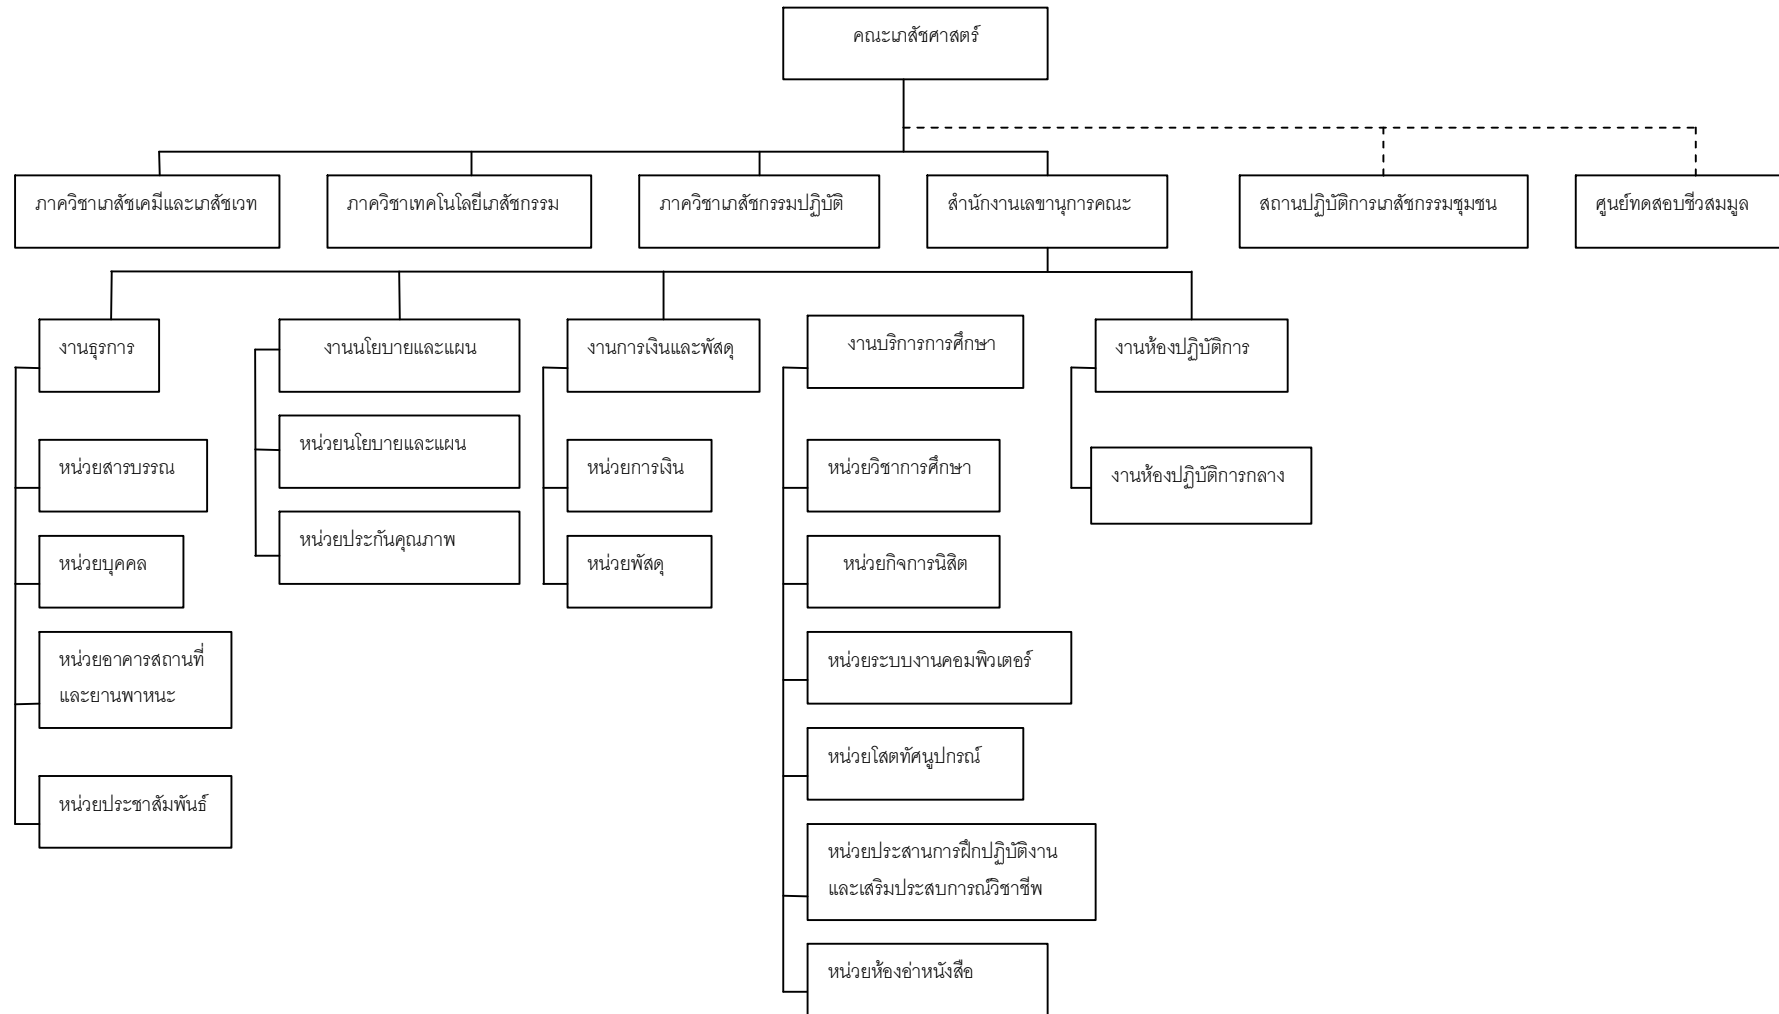 คณะเภสัชศาสตร์
ภาควิชาเภสัชเคมีและเภสัชเวท
ภาควิชาเทคโนโลยีเภสัชกรรม
ภาควิชาเภสัชกรรมปฏิบัติ
สำนักงานเลขานุการคณะ
สถานปฏิบัติการเภสัชกรรมชุมชน
ศูนย์ทดสอบชีวสมมูล
งานธุรการ
หน่วยสารบรรณ
หน่วยบุคคล
หน่วยอาคารสถานที่
และยานพาหนะ
หน่วยประชาสัมพันธ์
งานนโยบายและแผน
หน่วยนโยบายและแผน
หน่วยประกันคุณภาพ
งานการเงินและพัสดุ
หน่วยการเงิน
หน่วยพัสดุ
งานบริการการศึกษา
หน่วยวิชาการศึกษา
หน่วยกิจการนิสิต
หน่วยระบบงานคอมพิวเตอร์
หน่วยโสตทัศนูปกรณ์
หน่วยประสานการฝึกปฏิบัติงาน
และเสริมประสบการณ์วิชาชีพ
หน่วยห้องอ่าหนังสือ
งานห้องปฏิบัติการ
งานห้องปฏิบัติการกลาง